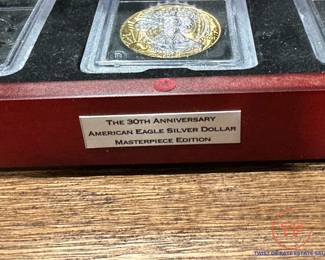 THE 30TH ANNIVERSARY
AMERICAN EAGLE SILVER DOLLAR
MASTERPIECE EDITION